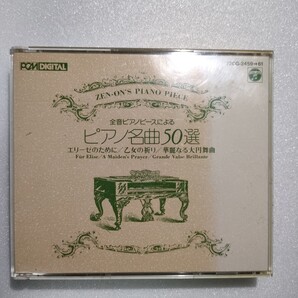 PCM DIGITAL
ZEN-ON'S PIANO PIECE
全音ピアノピースによる
ピアノ名曲50選
エリーゼのために/乙女の祈り/華麗なる大円舞曲
Für Elise/A Maiden's Prayer/Grande Valse Brillante